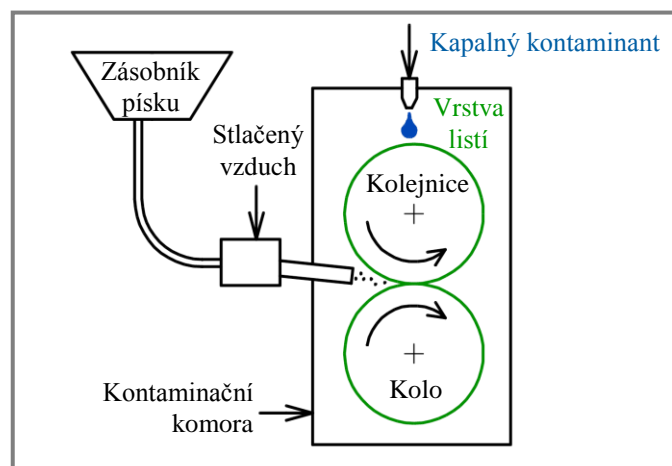 Kapalný kontaminant
Zásobník
písku
Vrstva
listí
Stlačený
vzduch
Kolejnice
Kolo
Kontaminační
komora